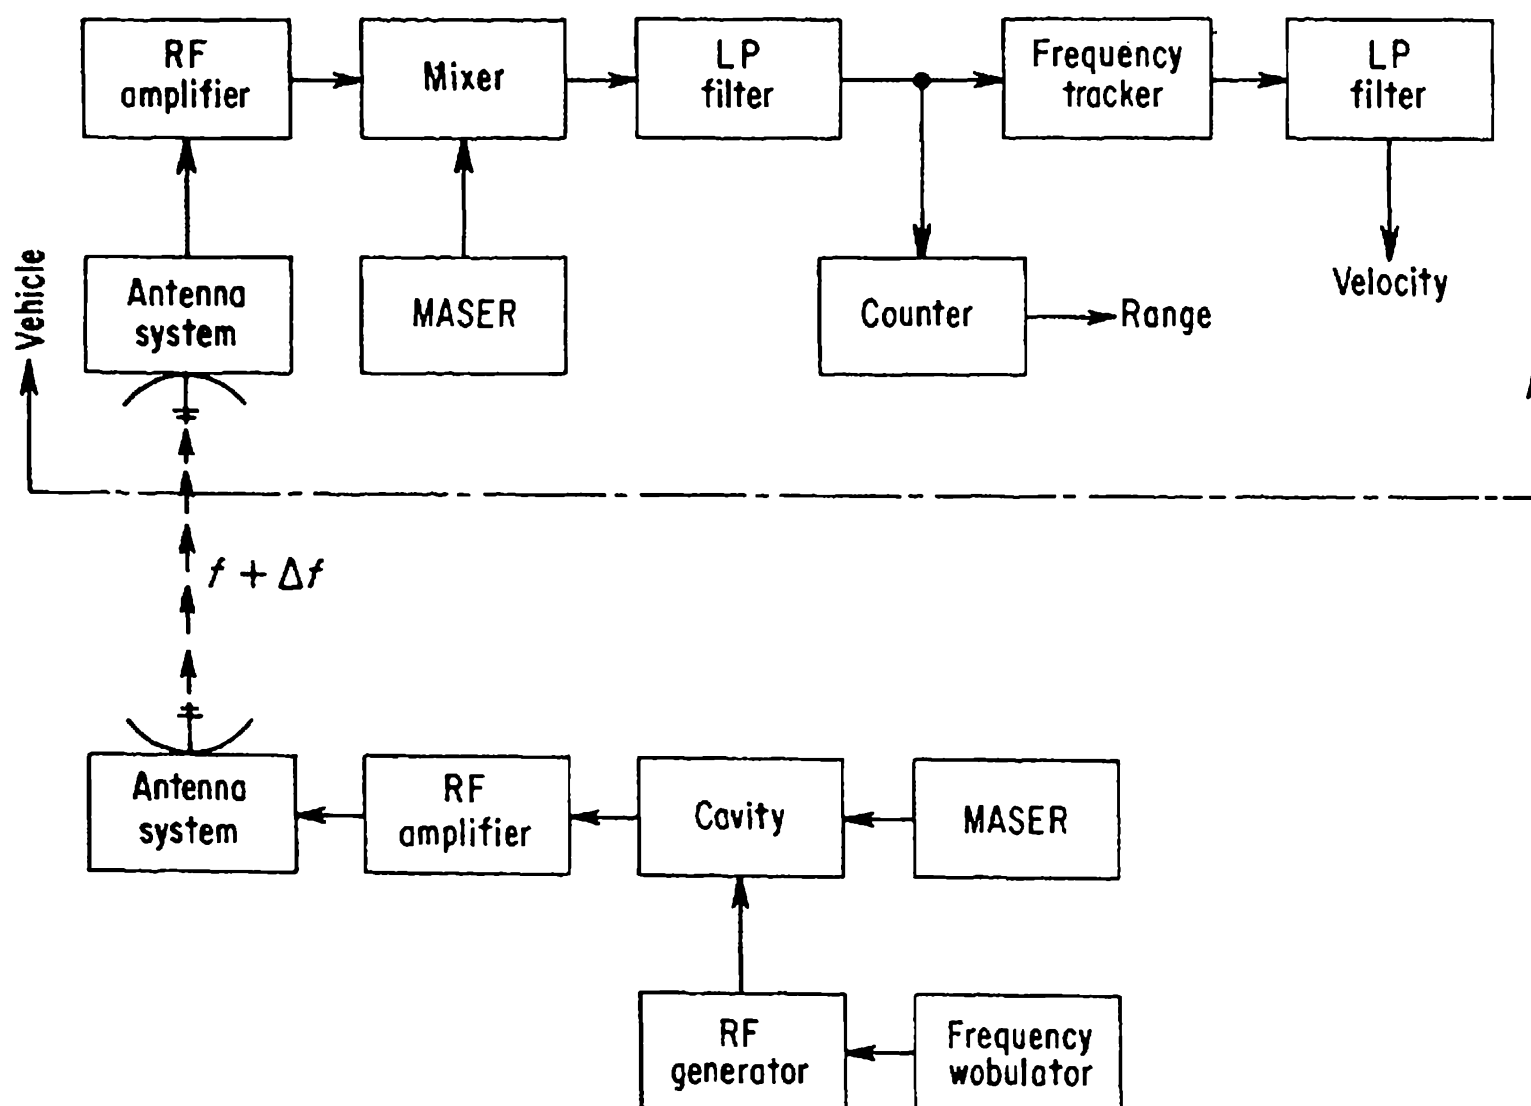 RF
amplifier
Mixer
LP
filter
Frequency
tracker
LP
filter
Vehicle
Antenna
system
MASER
Counter
Range
Velocity
f + Δf
Antenna
system
RF
amplifier
Cavity
MASER
RF
generator
Frequency
wobulator